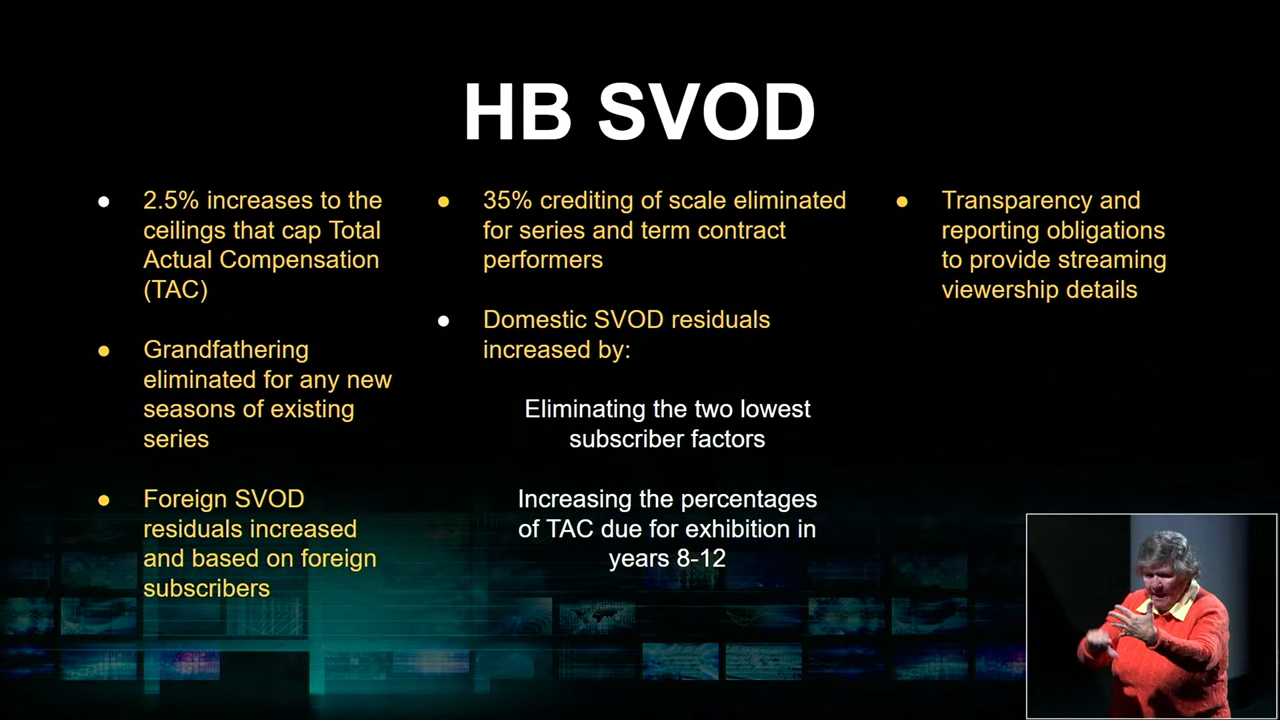 HB SVOD
● 2.5% increases to the
ceilings that cap Total
Actual Compensation
(TAC)
● Grandfathering
eliminated for any new
seasons of existing
series
● Foreign SVOD
residuals increased
and based on foreign
subscribers
● 35% crediting of scale eliminated
for series and term contract
performers
● Domestic SVOD residuals
increased by:
Eliminating the two lowest
subscriber factors
Increasing the percentages
of TAC due for exhibition in
years 8-12
● Transparency and
reporting obligations
to provide streaming
viewership details